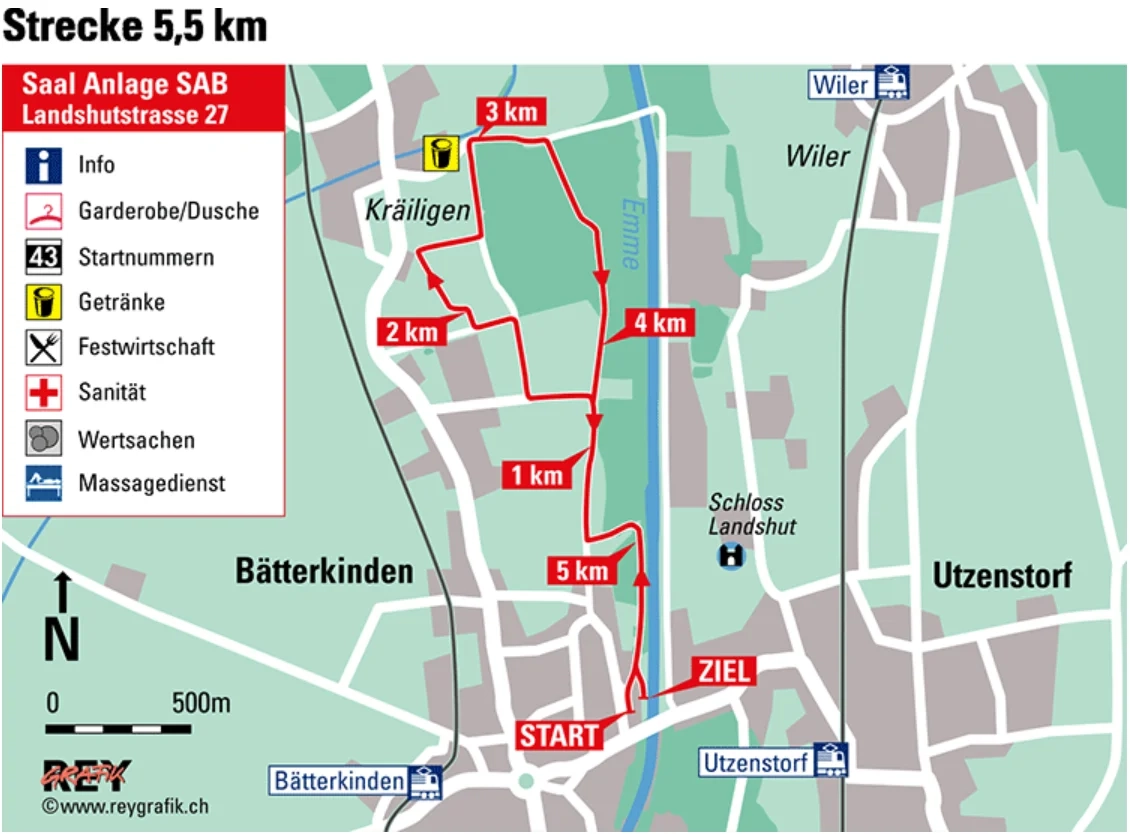 Strecke 5,5 km
Saal Anlage SAB
Landshutstrasse 27
i Info
Garderobe/Dusche
43 Startnummern
Getränke
Festwirtschaft
Sanität
Wertsachen
Massagedienst
3 km
Wiler
Wiler
Kräiligen
Emme
2 km
4 km
1 km
Schloss
Landshut
5 km
Bätterkinden
Utzenstorf
N
0 500m
ZIEL
START
Utzenstorf
Bätterkinden
REY
GRAFIK
©www.reygrafik.ch